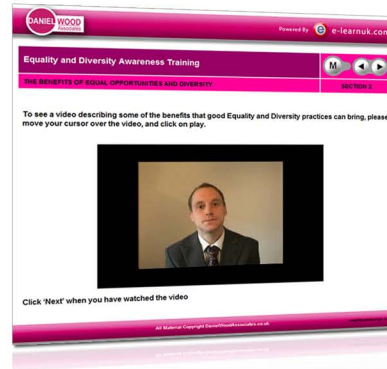 DANIEL WOOD
Associates
Powered By e e-learnuk.com
Equality and Diversity Awareness Training
M
THE BENEFITS OF EQUAL OPPORTUNITIES AND DIVERSITY
SECTION 2
To see a video describing some of the benefits that good Equality and Diversity practices can bring, please
move your cursor over the video, and click on play.
Click 'Next' when you have watched the video
All Material Copyright DanielWoodAssociates.co.uk